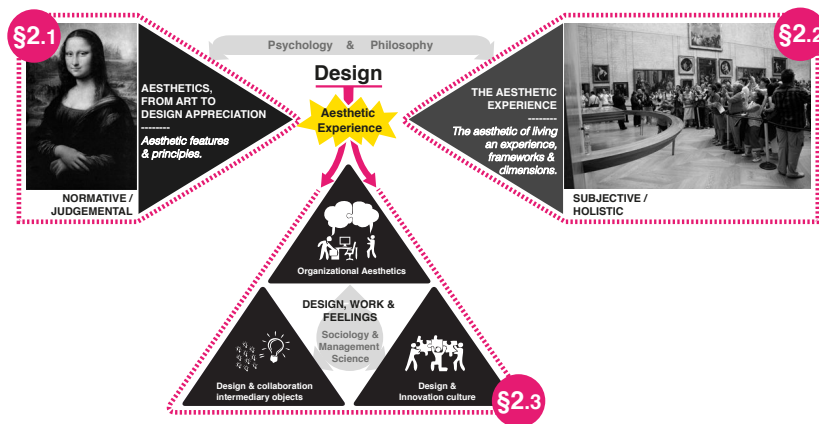 §2.1
Psychology & Philosophy
§2.2
Design
Aesthetic
Experience
AESTHETICS,
FROM ART TO
DESIGN APPRECIATION
--------
Aesthetic features
& principles.
NORMATIVE /
JUDGEMENTAL
THE AESTHETIC
EXPERIENCE
--------
The aesthetic of living
an experience,
frameworks &
dimensions.
SUBJECTIVE /
HOLISTIC
Organizational Aesthetics
DESIGN, WORK &
FEELINGS
Sociology &
Management
Science
Design & collaboration
intermediary objects
Design &
Innovation culture
§2.3